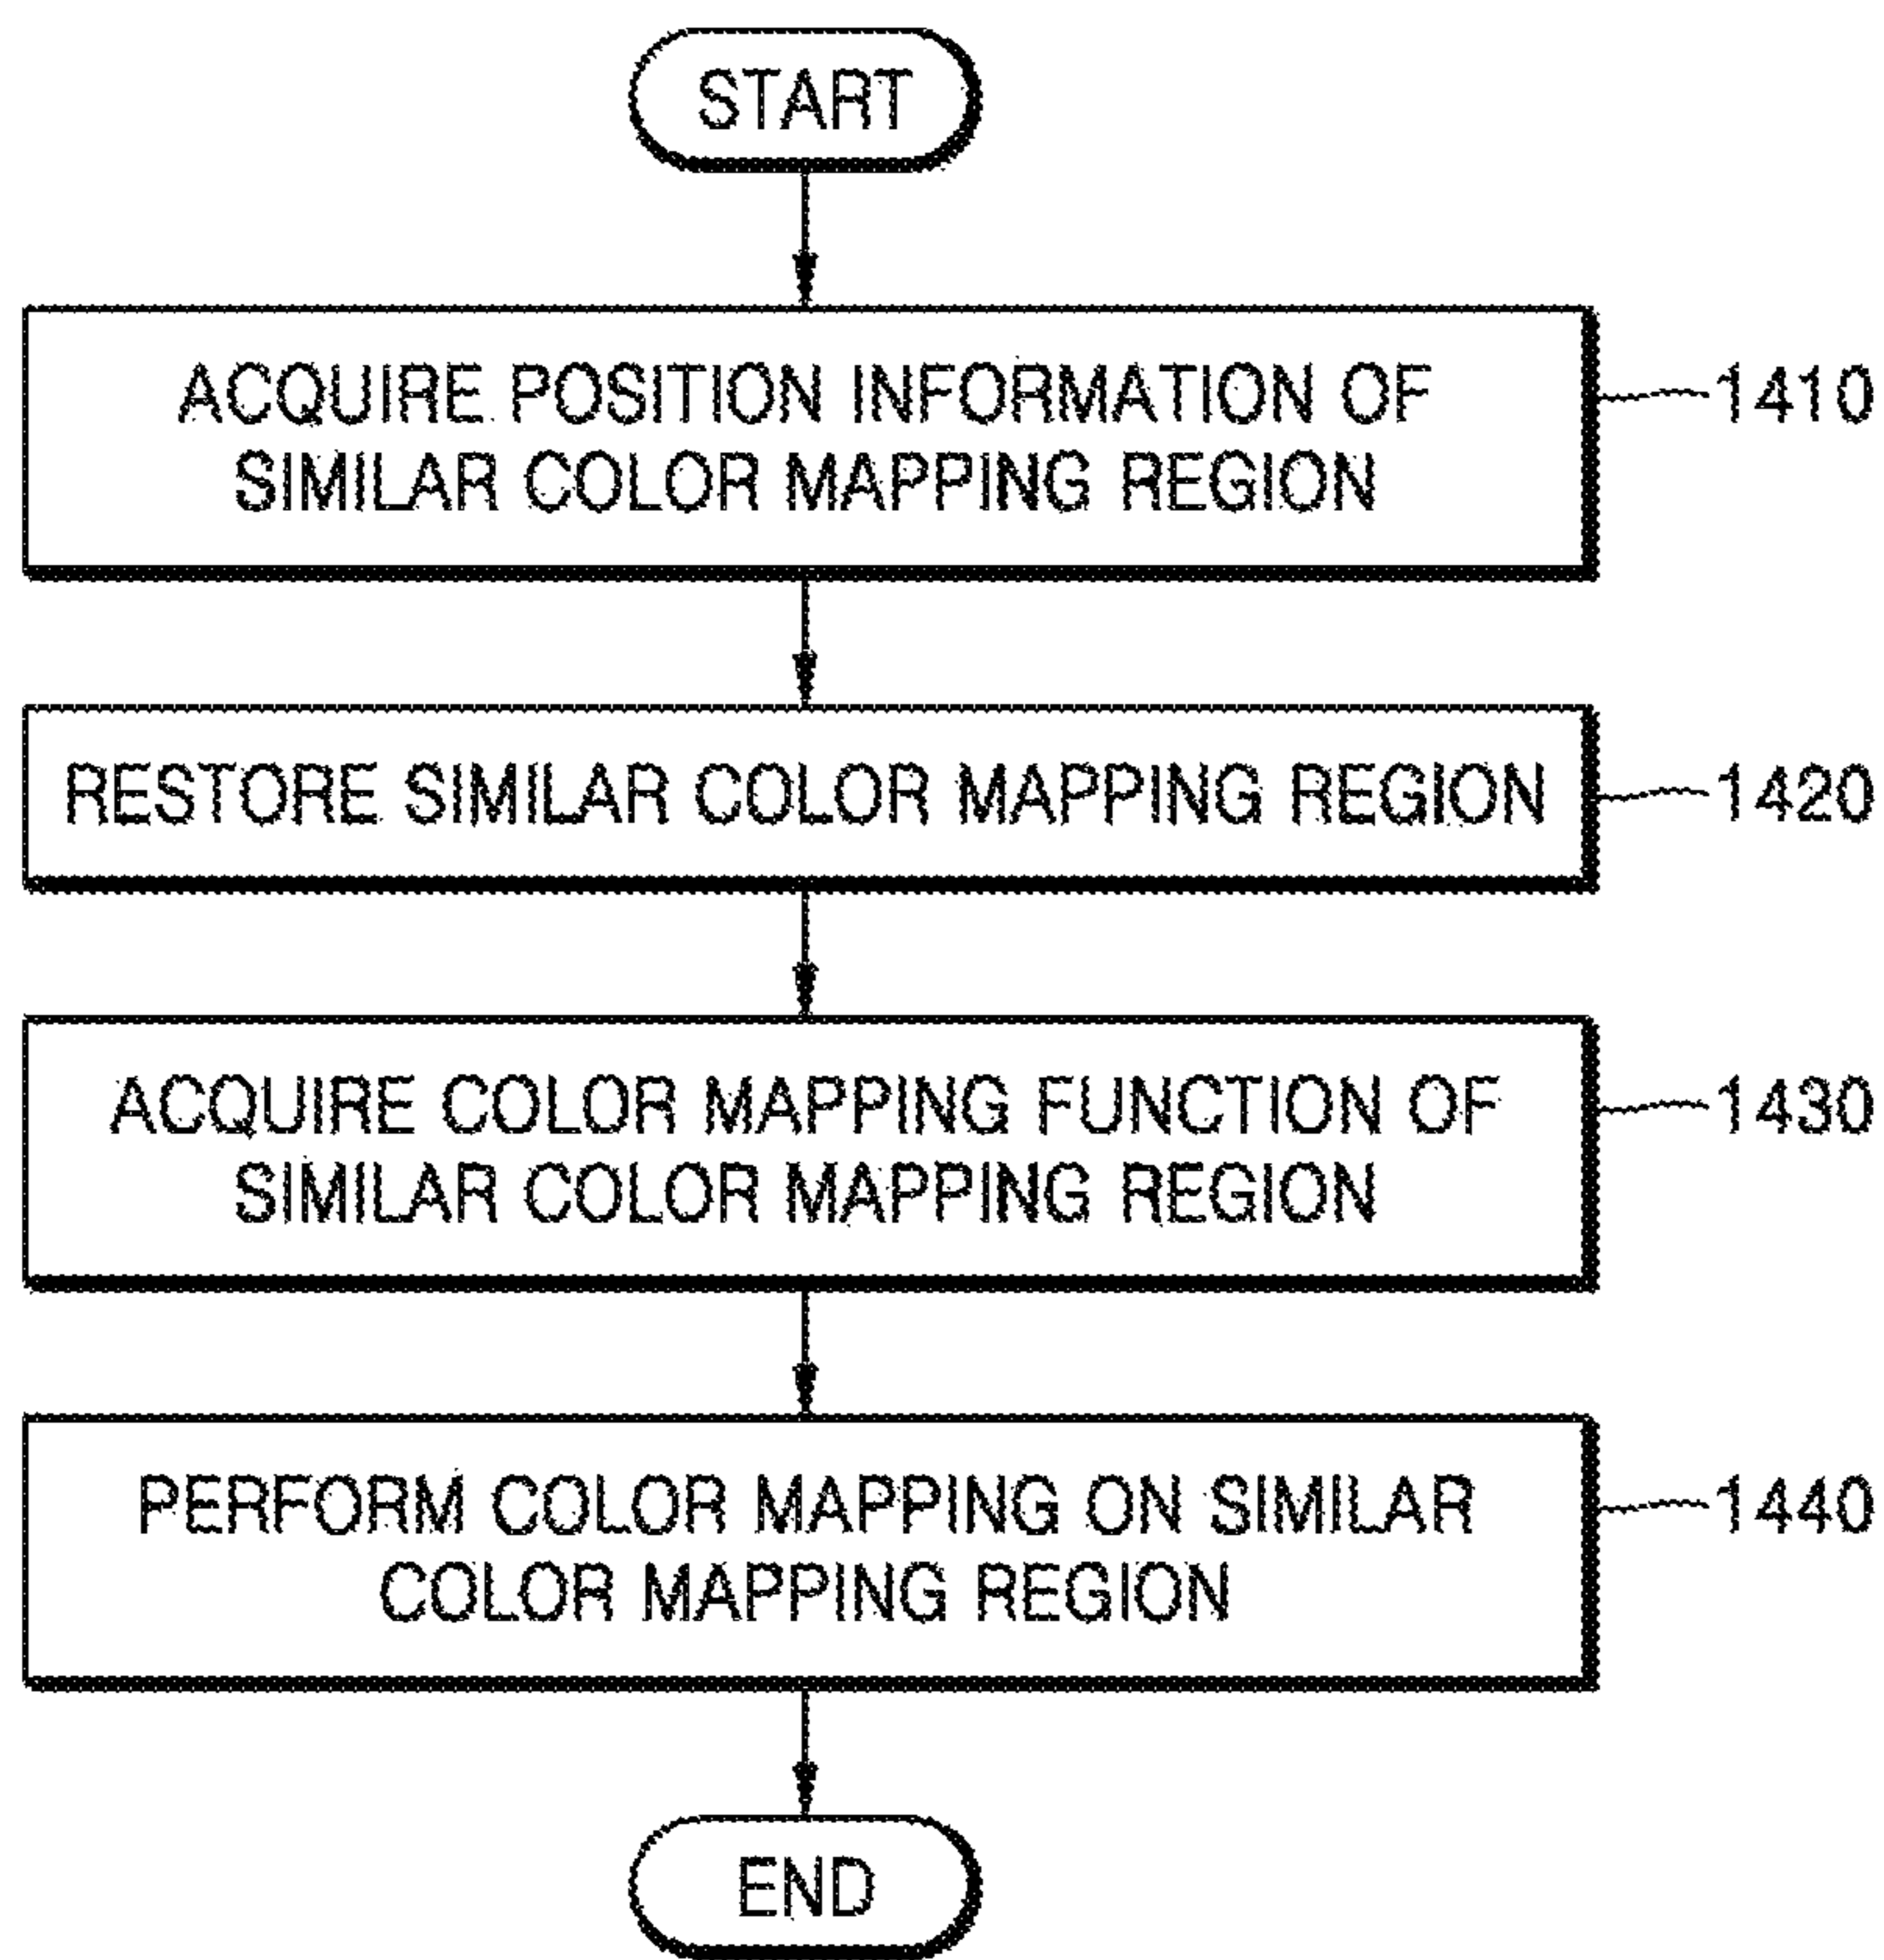 START
ACQUIRE POSITION INFORMATION OF
SIMILAR COLOR MAPPING REGION
1410
RESTORE SIMILAR COLOR MAPPING REGION
1420
ACQUIRE COLOR MAPPING FUNCTION OF
SIMILAR COLOR MAPPING REGION
1430
PERFORM COLOR MAPPING ON SIMILAR
COLOR MAPPING REGION
1440
END